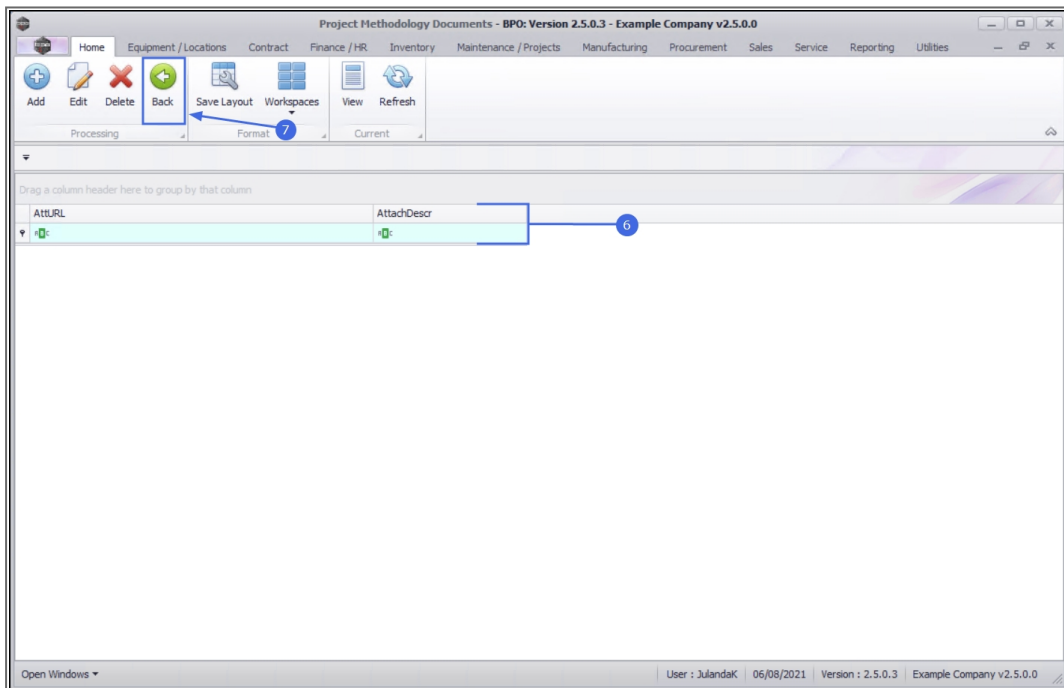 Project Methodology Documents - BPO: Version 2.5.0.3 - Example Company v2.5.0.0
Home Equipment / Locations Contract Finance / HR Inventory Maintenance / Projects Manufacturing Procurement Sales Service Reporting Utilities
Add Edit Delete Back Save Layout Workspaces View Refresh
Processing Format Current
7
Drag a column header here to group by that column
AttURL AttachDescr
6
Open Windows User : JulandaK 06/08/2021 Version : 2.5.0.3 Example Company v2.5.0.0